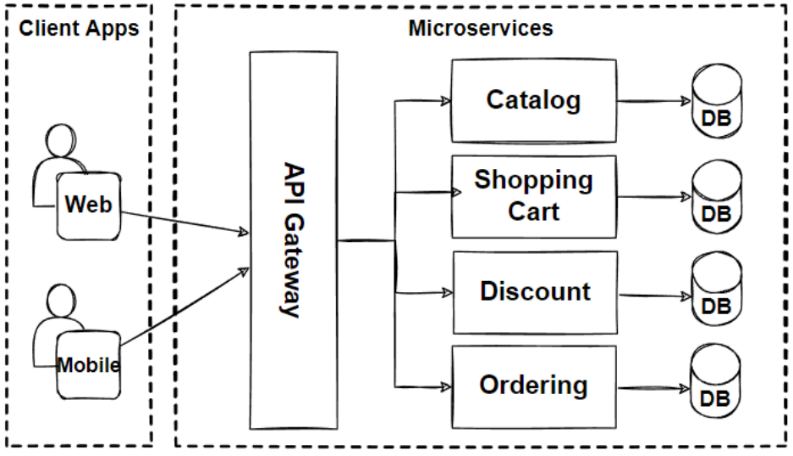 Client Apps
Microservices
Web
Mobile
API Gateway
Catalog
DB
Shopping
Cart
DB
Discount
DB
Ordering
DB